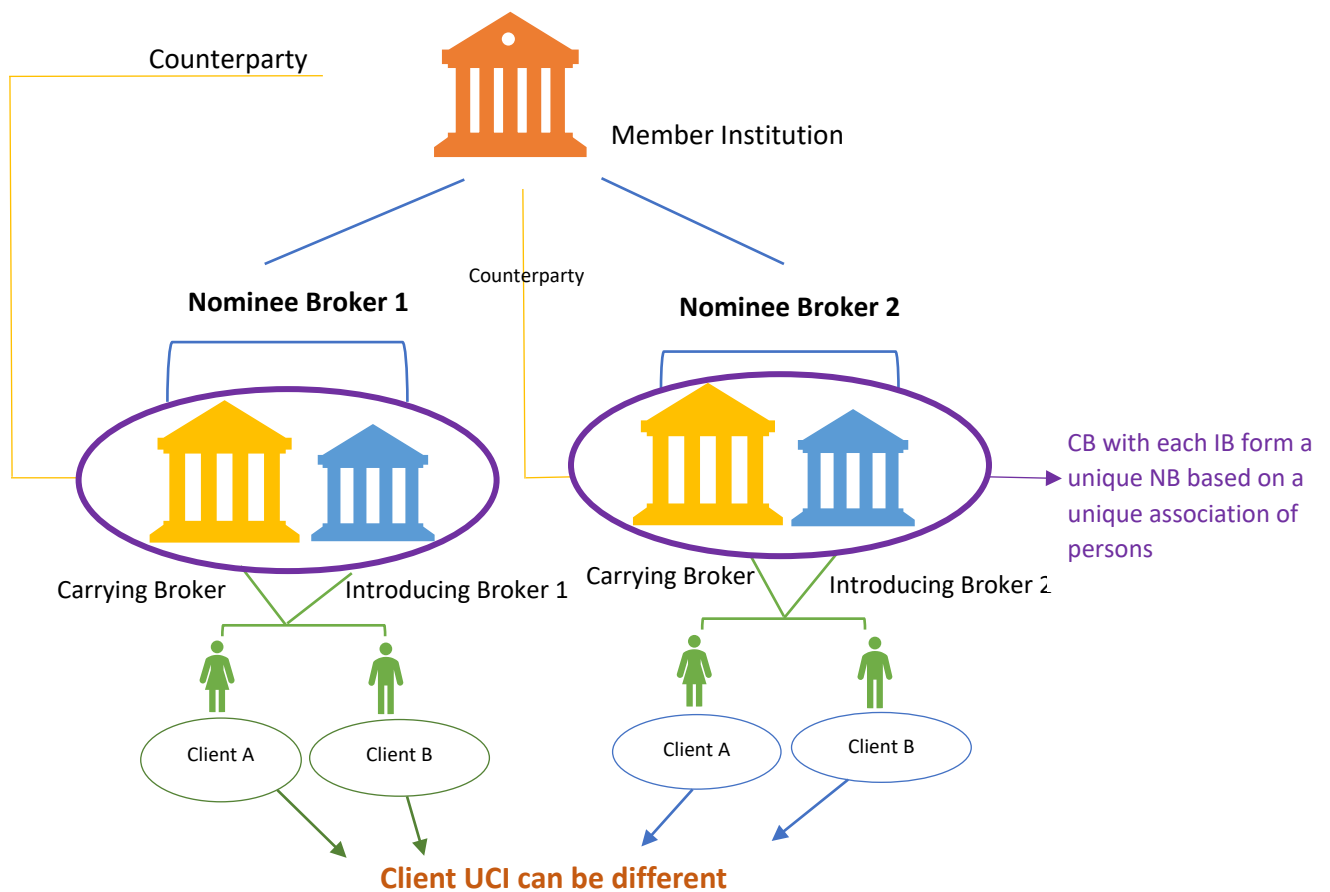 Counterparty
Member Institution
Counterparty
Nominee Broker 1
Nominee Broker 2
CB with each IB form a
unique NB based on a
unique association of
persons
Carrying Broker
Introducing Broker 1
Carrying Broker
Introducing Broker 2
Client A
Client B
Client A
Client B
Client UCI can be different